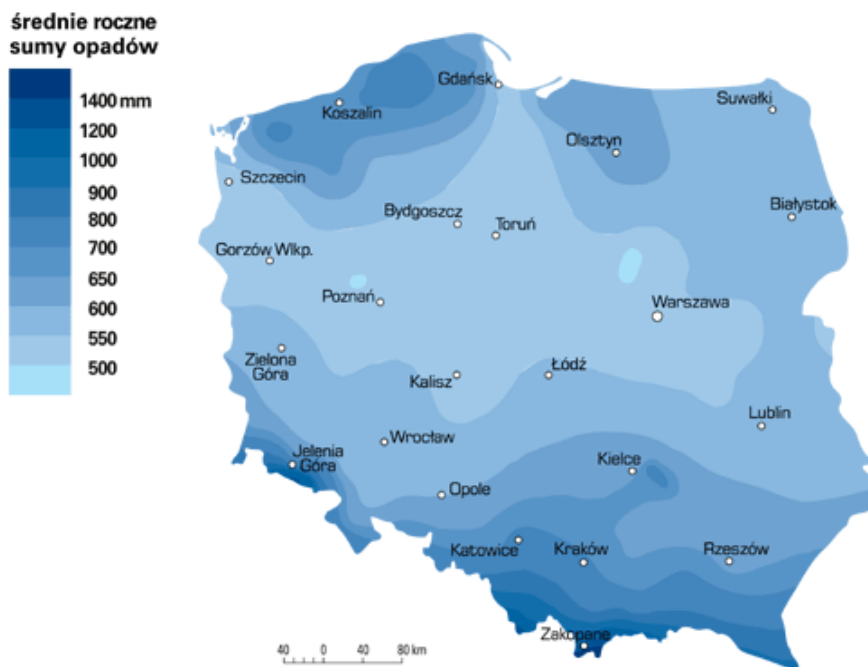 średnie roczne
sumy opadów
1400 mm
1200
1000
900
800
700
650
600
550
500
Gdańsk
Koszalin
Suwałki
Olsztyn
Szczecin
Białystok
Bydgoszcz
Toruń
Gorzów Wlkp.
Poznań
Warszawa
Zielona
Góra
Łódź
Kalisz
Lublin
Wrocław
Jelenia
Góra
Kielce
Opole
Katowice
Kraków
Rzeszów
Zakopane
40 0 40 80 km